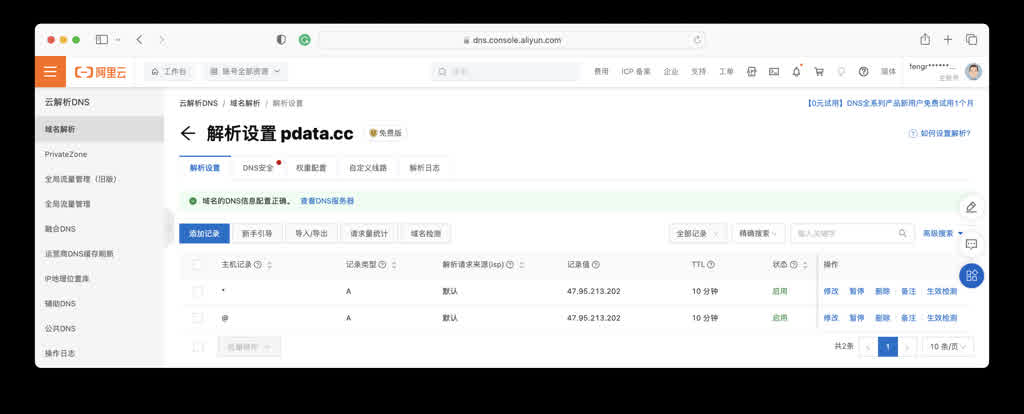 dns.console.aliyun.com
阿里云
工作台
账号全部资源
搜索...
费用 ICP 备案 企业 支持 工单 简体
fengr******...
主账号
云解析DNS
域名解析
PrivateZone
全局流量管理（旧版）
全局流量管理
融合DNS
运营商DNS缓存刷新
IP地理位置库
辅助DNS
公共DNS
操作日志
云解析DNS / 域名解析 / 解析设置
【0元试用】DNS全系列产品新用户免费试用1个月
解析设置 pdata.cc
免费版
如何设置解析?
解析设置 DNS安全 权重配置 自定义线路 解析日志
域名的DNS信息配置正确。 查看DNS服务器
添加记录 新手引导 导入/导出 请求量统计 域名检测
全部记录 精确搜索 输入关键字 高级搜索
主机记录 记录类型 解析请求来源(isp) 记录值 TTL 状态 操作
* A 默认 47.95.213.202 10 分钟 启用 修改 暂停 删除 备注 生效检测
@ A 默认 47.95.213.202 10 分钟 启用 修改 暂停 删除 备注 生效检测
批量操作
共2条 1 10 条/页